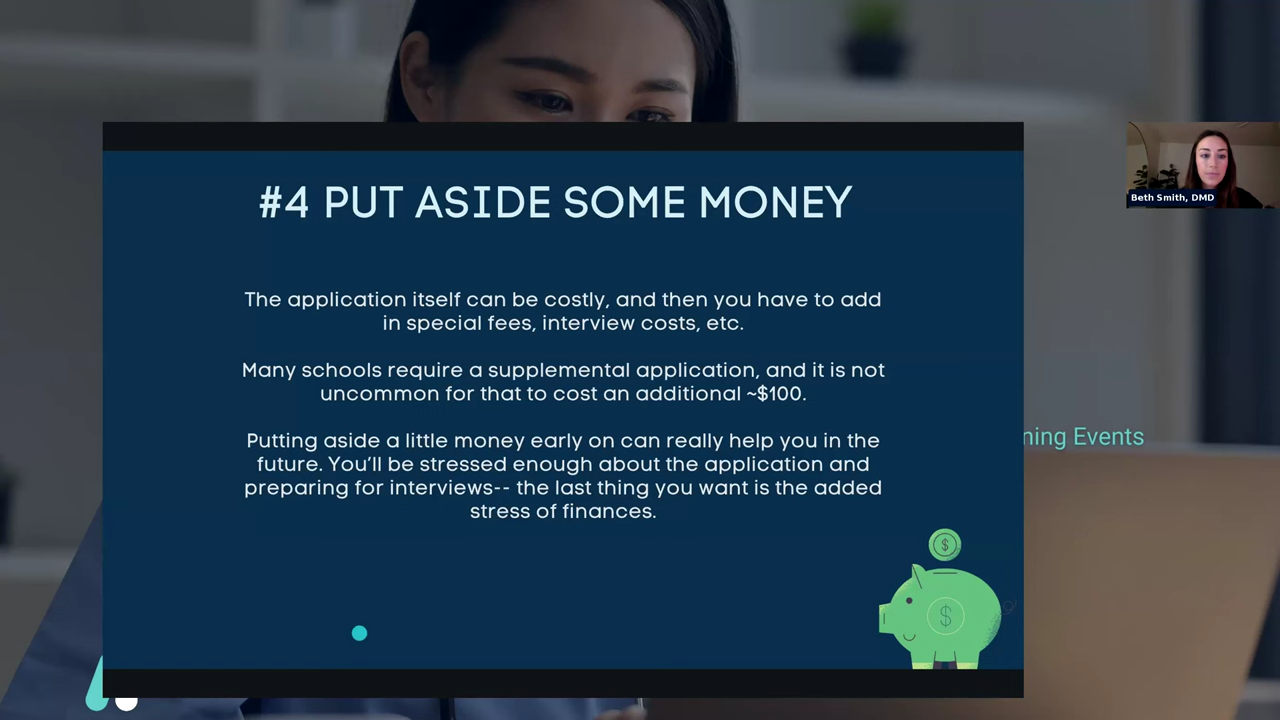 #4 PUT ASIDE SOME MONEY
The application itself can be costly, and then you have to add
in special fees, interview costs, etc.
Many schools require a supplemental application, and it is not
uncommon for that to cost an additional ~$100.
Putting aside a little money early on can really help you in the
future. You'll be stressed enough about the application and
preparing for interviews-- the last thing you want is the added
stress of finances.
$
$
Beth Smith, DMD
ning Events